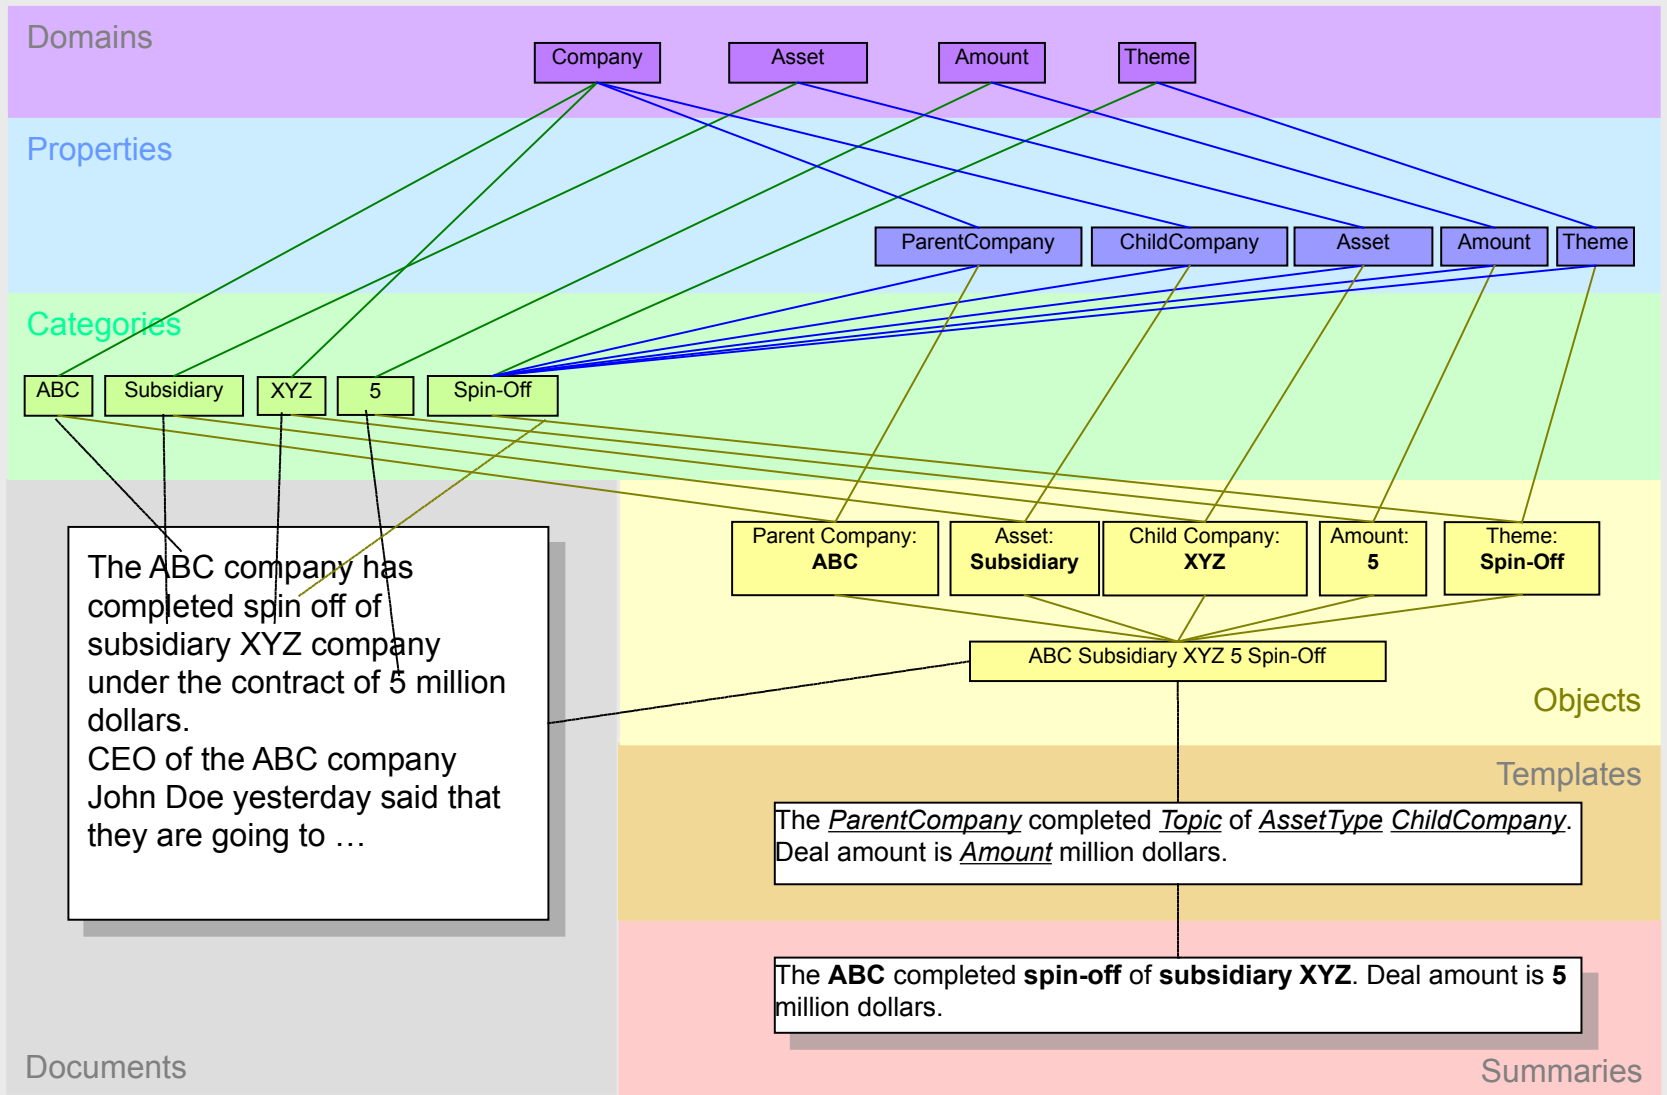 Domains
Company
Asset
Amount
Theme
Properties
ParentCompany
ChildCompany
Asset
Amount
Theme
Categories
ABC
Subsidiary
XYZ
5
Spin-Off
The ABC company has
completed spin off of
subsidiary XYZ company
under the contract of 5 million
dollars.
CEO of the ABC company
John Doe yesterday said that
they are going to …
Documents
Parent Company:
ABC
Asset:
Subsidiary
Child Company:
XYZ
Amount:
5
Theme:
Spin-Off
ABC Subsidiary XYZ 5 Spin-Off
Objects
Templates
The ParentCompany completed Topic of AssetType ChildCompany.
Deal amount is Amount million dollars.
The ABC completed spin-off of subsidiary XYZ. Deal amount is 5
million dollars.
Summaries